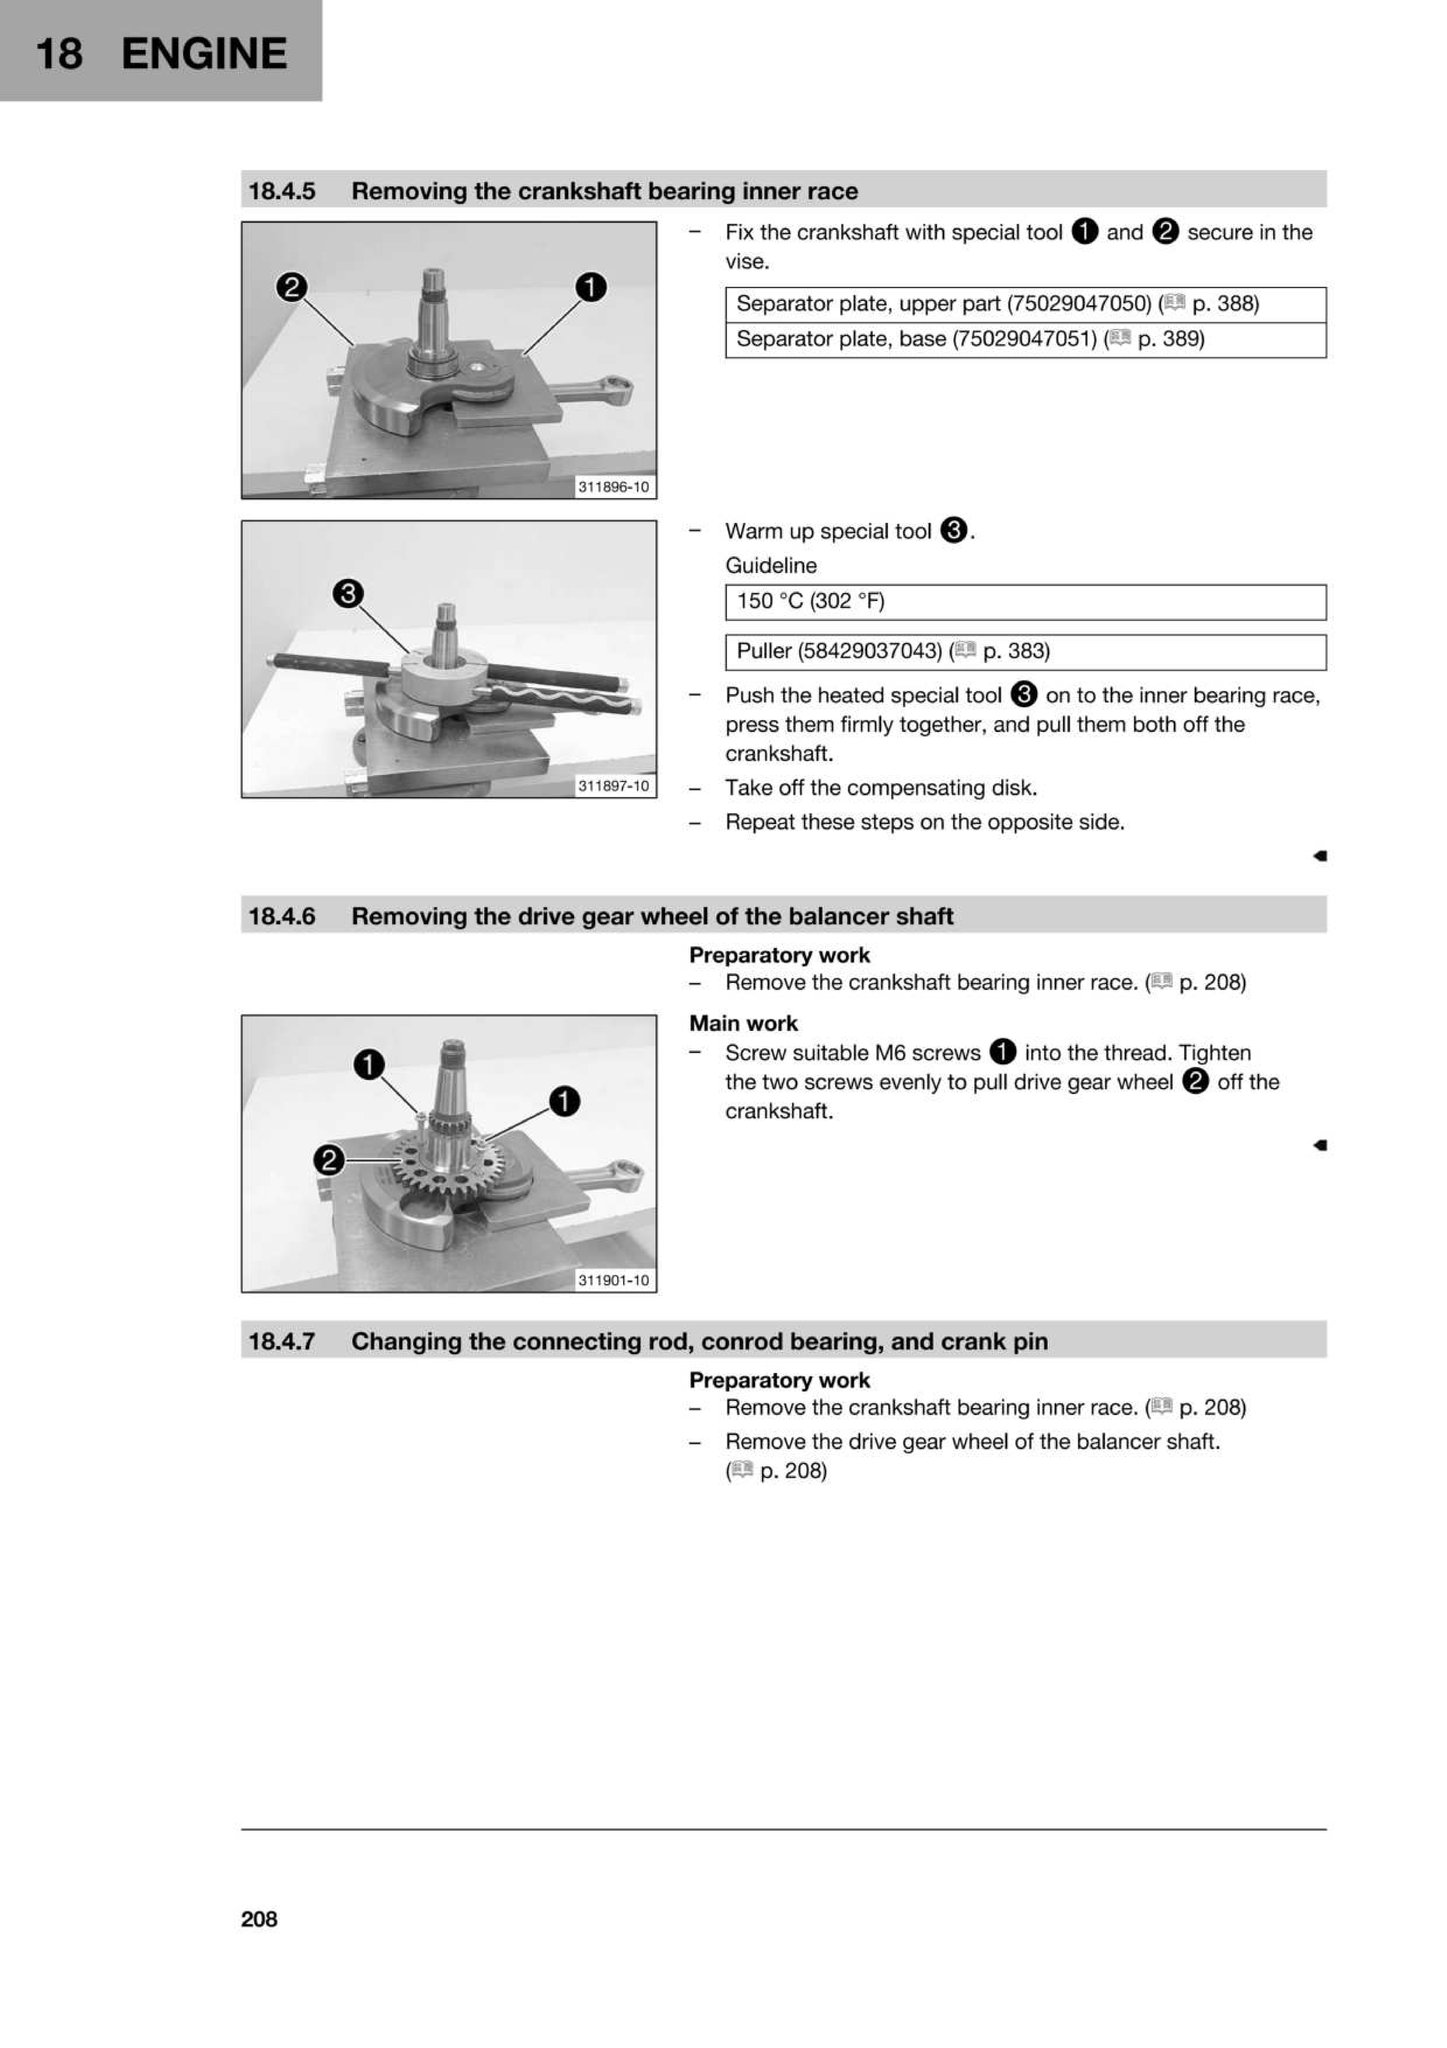 18 ENGINE
18.4.5 Removing the crankshaft bearing inner race
2
1
311896-10
– Fix the crankshaft with special tool 1 and 2 secure in the
vise.
Separator plate, upper part (75029047050) ( p. 388)
Separator plate, base (75029047051) ( p. 389)
3
311897-10
– Warm up special tool 3.
Guideline
150 °C (302 °F)
Puller (58429037043) ( p. 383)
– Push the heated special tool 3 on to the inner bearing race,
press them firmly together, and pull them both off the
crankshaft.
– Take off the compensating disk.
– Repeat these steps on the opposite side.
18.4.6 Removing the drive gear wheel of the balancer shaft
Preparatory work
– Remove the crankshaft bearing inner race. ( p. 208)
1
1
2
311901-10
Main work
– Screw suitable M6 screws 1 into the thread. Tighten
the two screws evenly to pull drive gear wheel 2 off the
crankshaft.
18.4.7 Changing the connecting rod, conrod bearing, and crank pin
Preparatory work
– Remove the crankshaft bearing inner race. ( p. 208)
– Remove the drive gear wheel of the balancer shaft.
( p. 208)
208